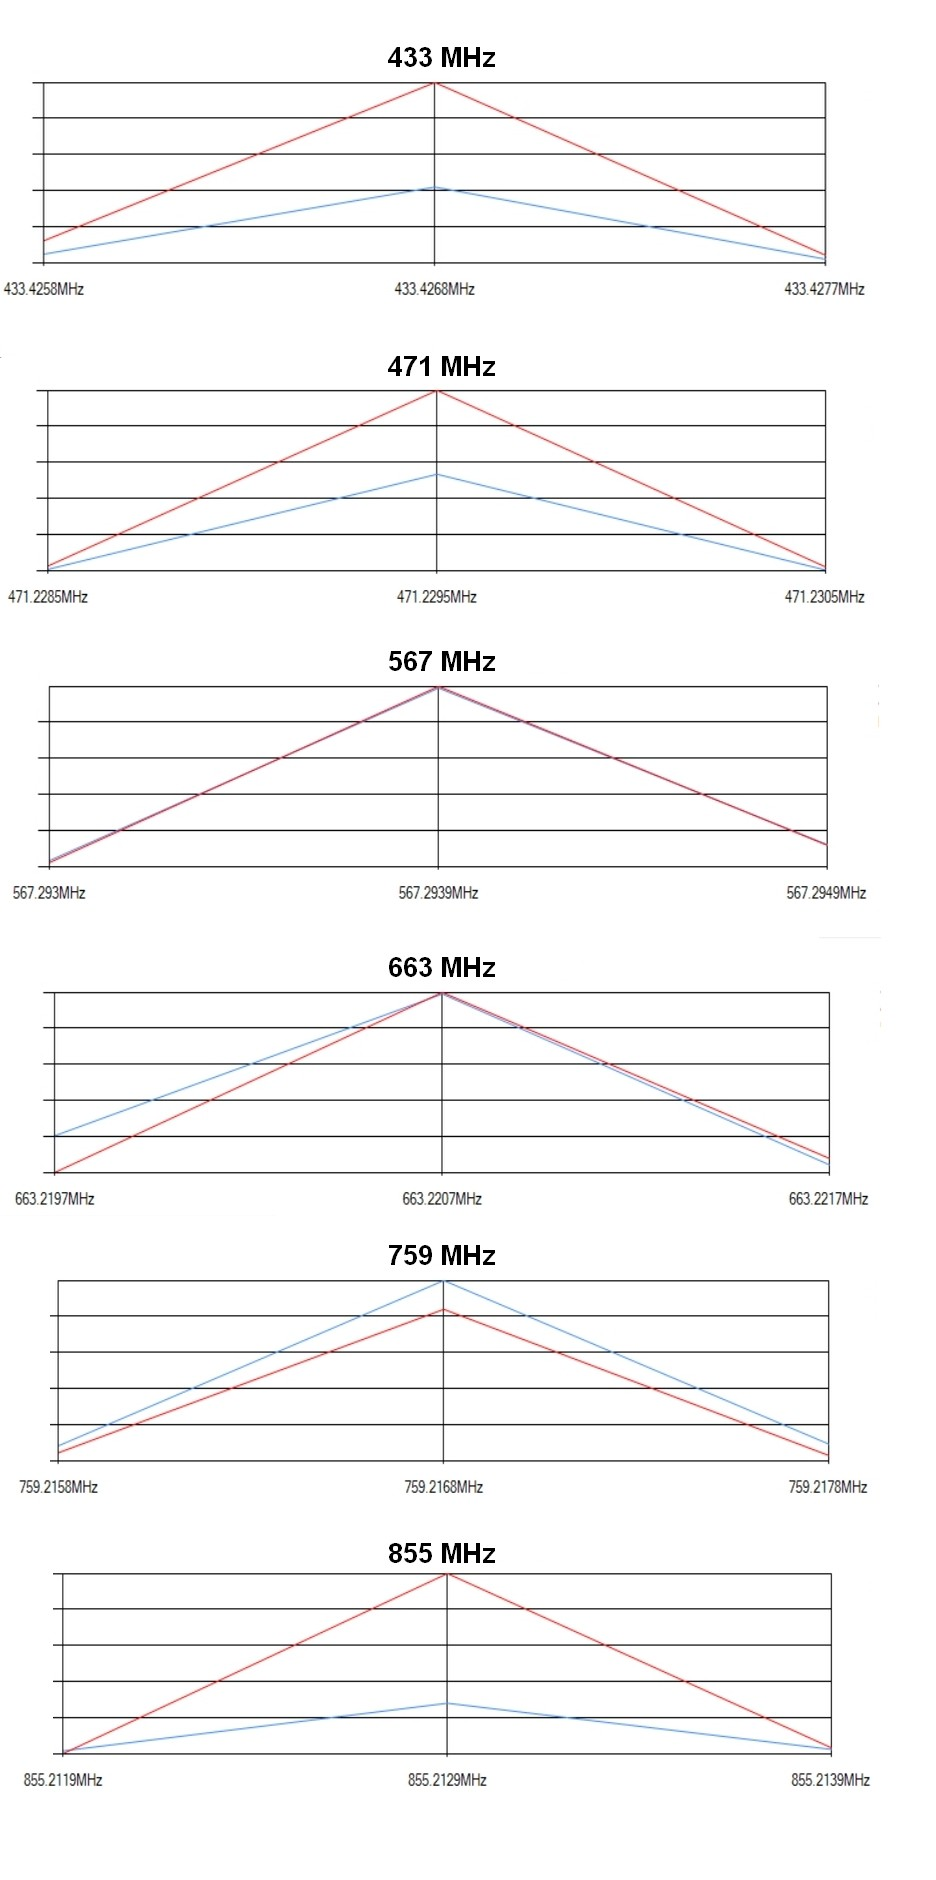 433 MHz
433.4258MHz 433.4268MHz 433.4277MHz
471 MHz
471.2285MHz 471.2295MHz 471.2305MHz
567 MHz
567.293MHz 567.2939MHz 567.2949MHz
663 MHz
663.2197MHz 663.2207MHz 663.2217MHz
759 MHz
759.2158MHz 759.2168MHz 759.2178MHz
855 MHz
855.2119MHz 855.2129MHz 855.2139MHz